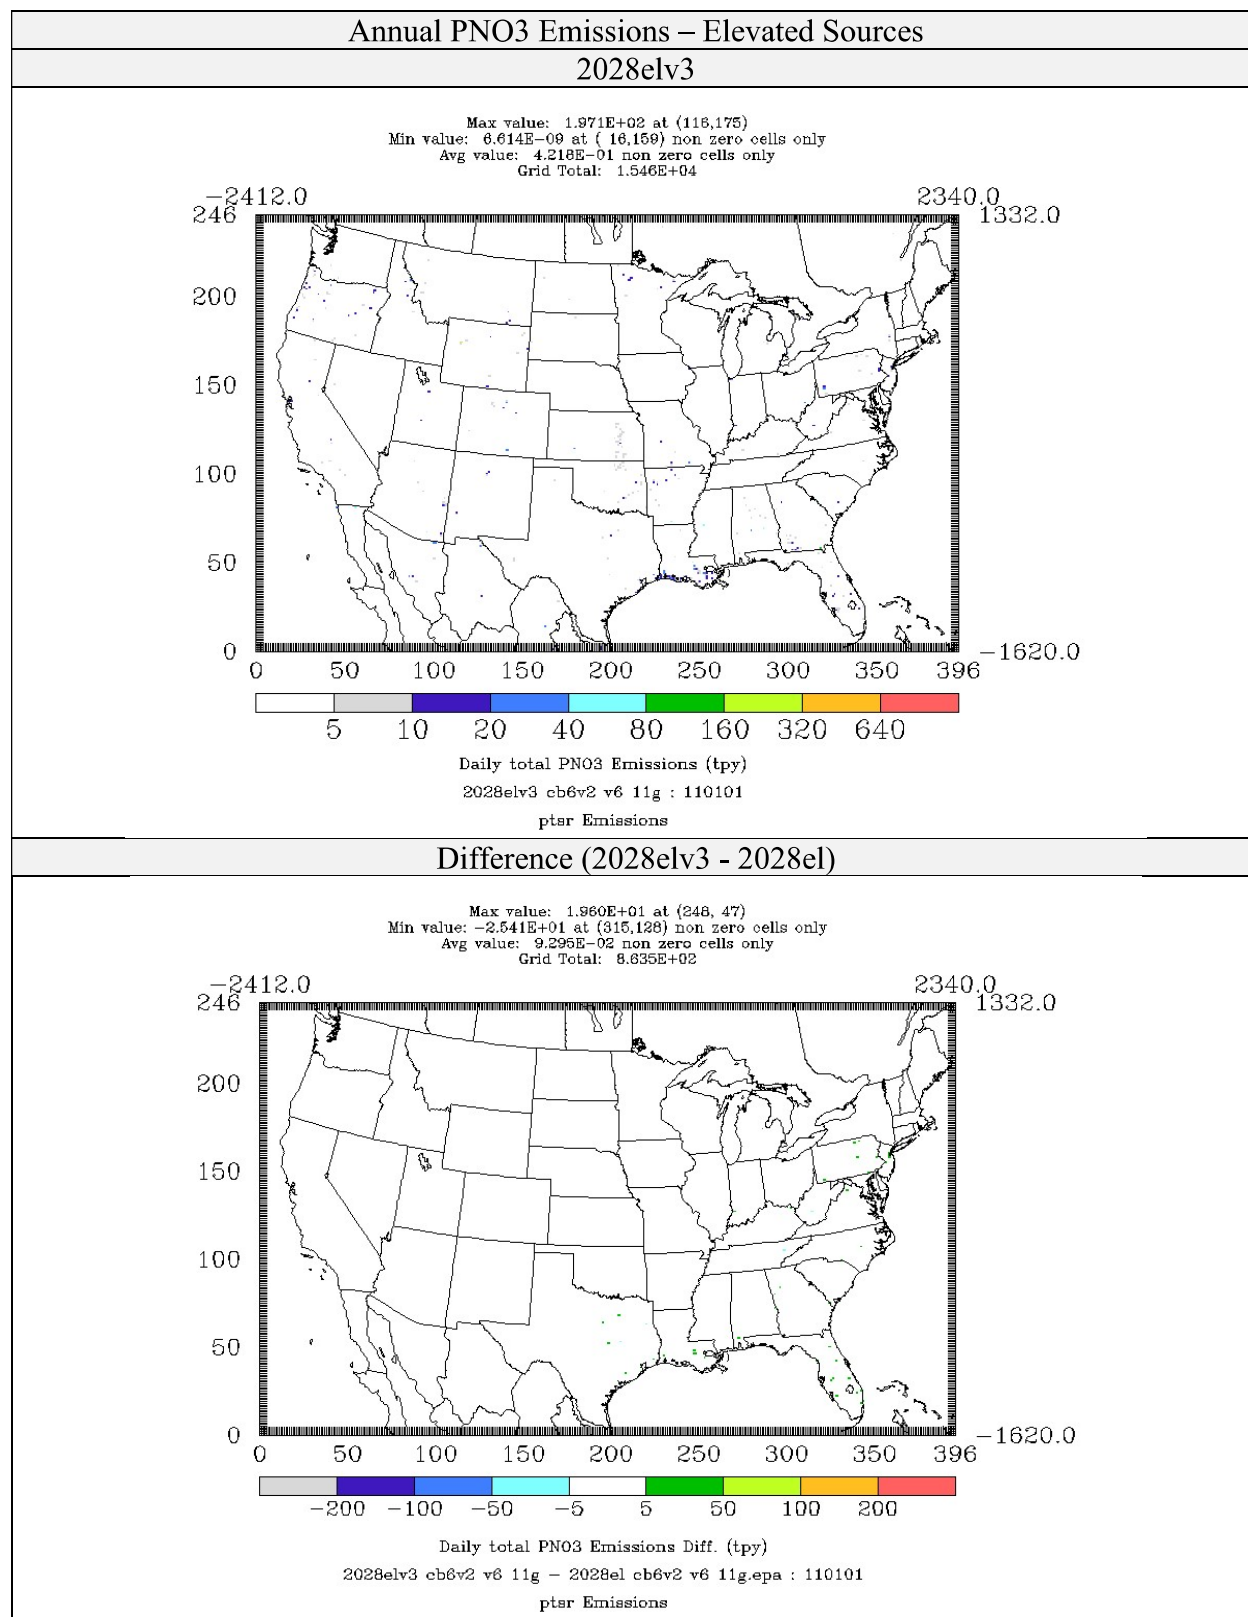 Annual PNO3 Emissions – Elevated Sources
2028elv3
Max value: 1.971E+02 at (116,175)
Min value: 6.614E-09 at ( 16,159) non zero cells only
Avg value: 4.218E-01 non zero cells only
Grid Total: 1.546E+04
-2412.0 2340.0
246 1332.0
200
150
100
50
0 -1620.0
0 50 100 150 200 250 300 350 396
5 10 20 40 80 160 320 640
Daily total PNO3 Emissions (tpy)
2028elv3 cb6v2 v6 11g : 110101
ptsr Emissions
Difference (2028elv3 - 2028el)
Max value: 1.960E+01 at (248, 47)
Min value: -2.541E+01 at (315,128) non zero cells only
Avg value: 9.295E-02 non zero cells only
Grid Total: 8.635E+02
-2412.0 2340.0
246 1332.0
200
150
100
50
0 -1620.0
0 50 100 150 200 250 300 350 396
-200 -100 -50 -5 5 50 100 200
Daily total PNO3 Emissions Diff. (tpy)
2028elv3 cb6v2 v6 11g - 2028el cb6v2 v6 11g.epa : 110101
ptsr Emissions